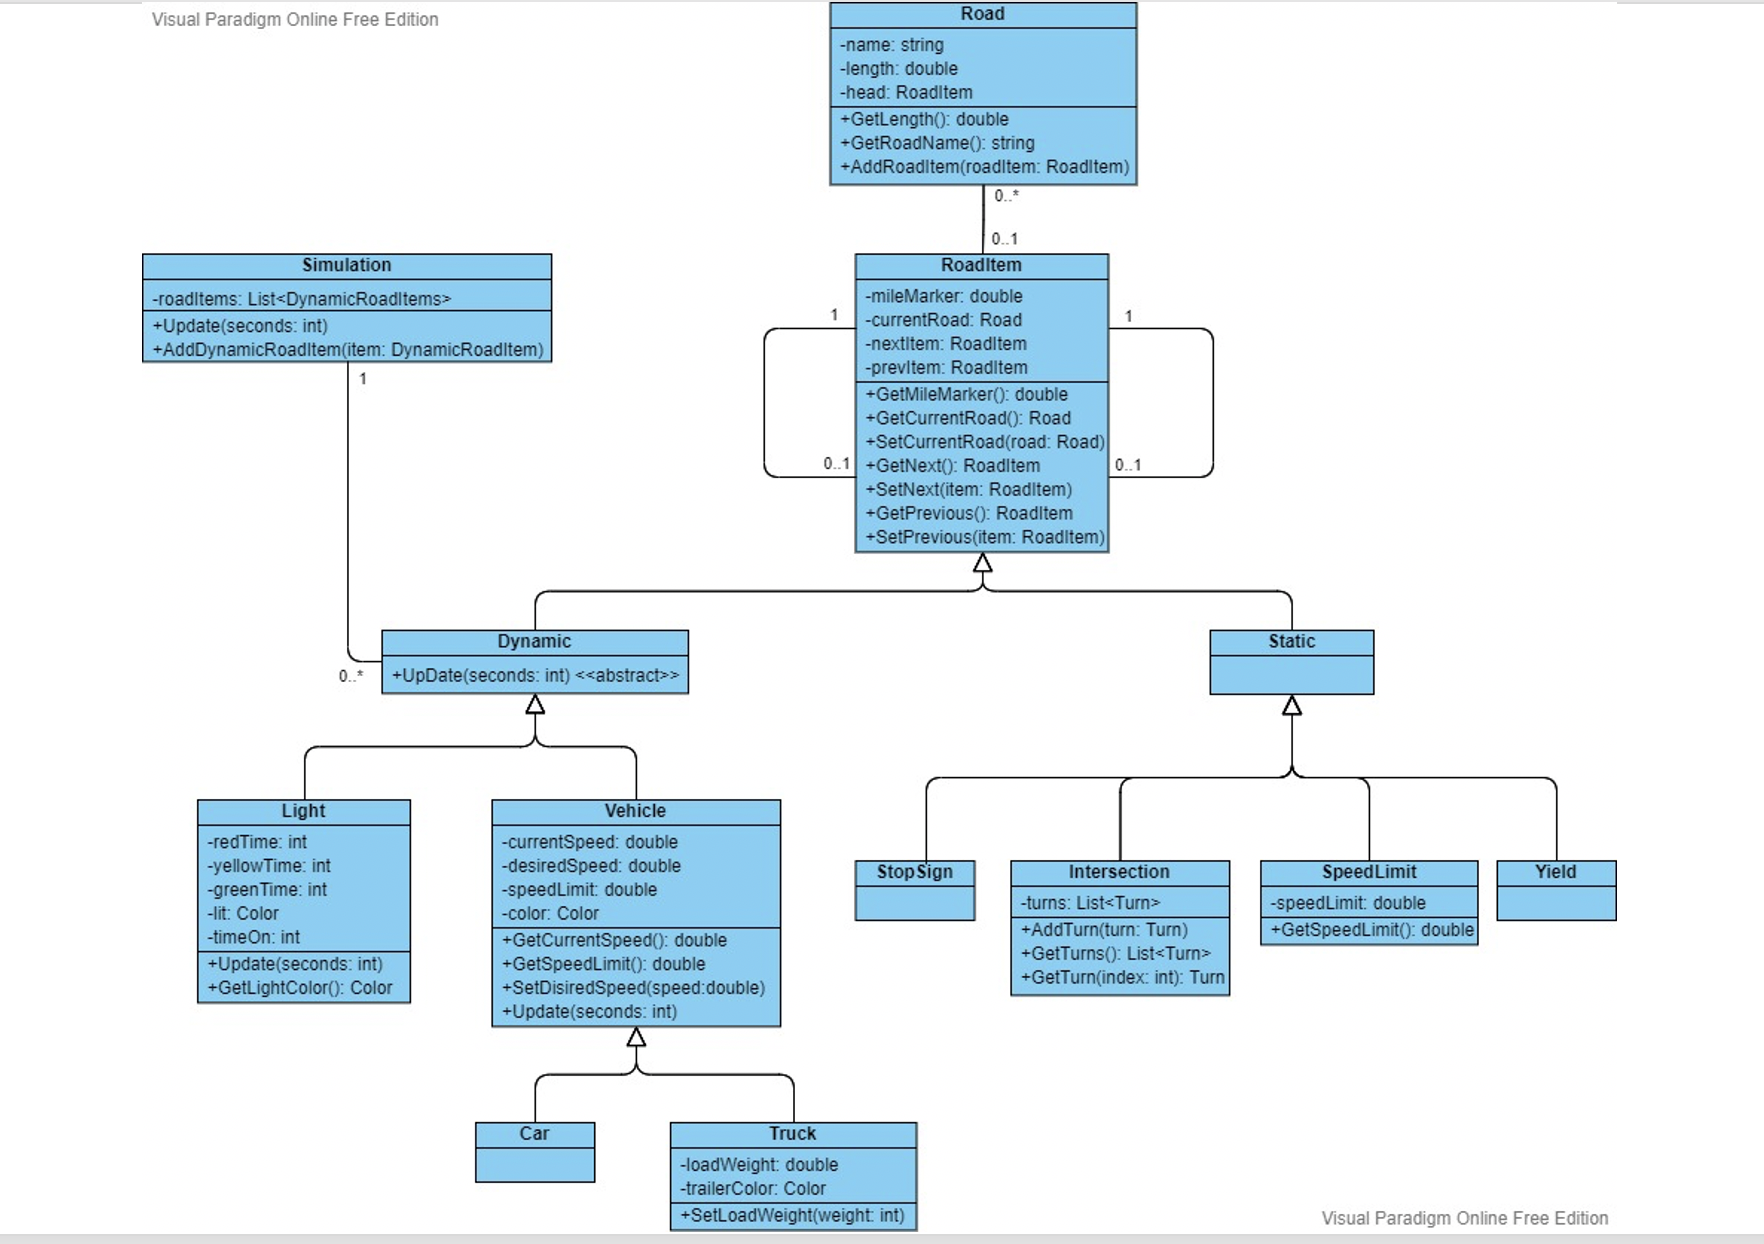 Visual Paradigm Online Free Edition
Road
-name: string
-length: double
-head: RoadItem
+GetLength(): double
+GetRoadName(): string
+AddRoadItem(roadItem: RoadItem)
0..*
0..1
Simulation
-roadItems: List<DynamicRoadItems>
+Update(seconds: int)
+AddDynamicRoadItem(item: DynamicRoadItem)
1
0..*
RoadItem
-mileMarker: double
-currentRoad: Road
-nextItem: RoadItem
-prevItem: RoadItem
+GetMileMarker(): double
+GetCurrentRoad(): Road
+SetCurrentRoad(road: Road)
+GetNext(): RoadItem
+SetNext(item: RoadItem)
+GetPrevious(): RoadItem
+SetPrevious(item: RoadItem)
1
0..1
1
0..1
Dynamic
+UpDate(seconds: int) <<abstract>>
Static
Light
-redTime: int
-yellowTime: int
-greenTime: int
-lit: Color
-timeOn: int
+Update(seconds: int)
+GetLightColor(): Color
Vehicle
-currentSpeed: double
-desiredSpeed: double
-speedLimit: double
-color: Color
+GetCurrentSpeed(): double
+GetSpeedLimit(): double
+SetDisiredSpeed(speed:double)
+Update(seconds: int)
StopSign
Intersection
-turns: List<Turn>
+AddTurn(turn: Turn)
+GetTurns(): List<Turn>
+GetTurn(index: int): Turn
SpeedLimit
-speedLimit: double
+GetSpeedLimit(): double
Yield
Car
Truck
-loadWeight: double
-trailerColor: Color
+SetLoadWeight(weight: int)
Visual Paradigm Online Free Edition